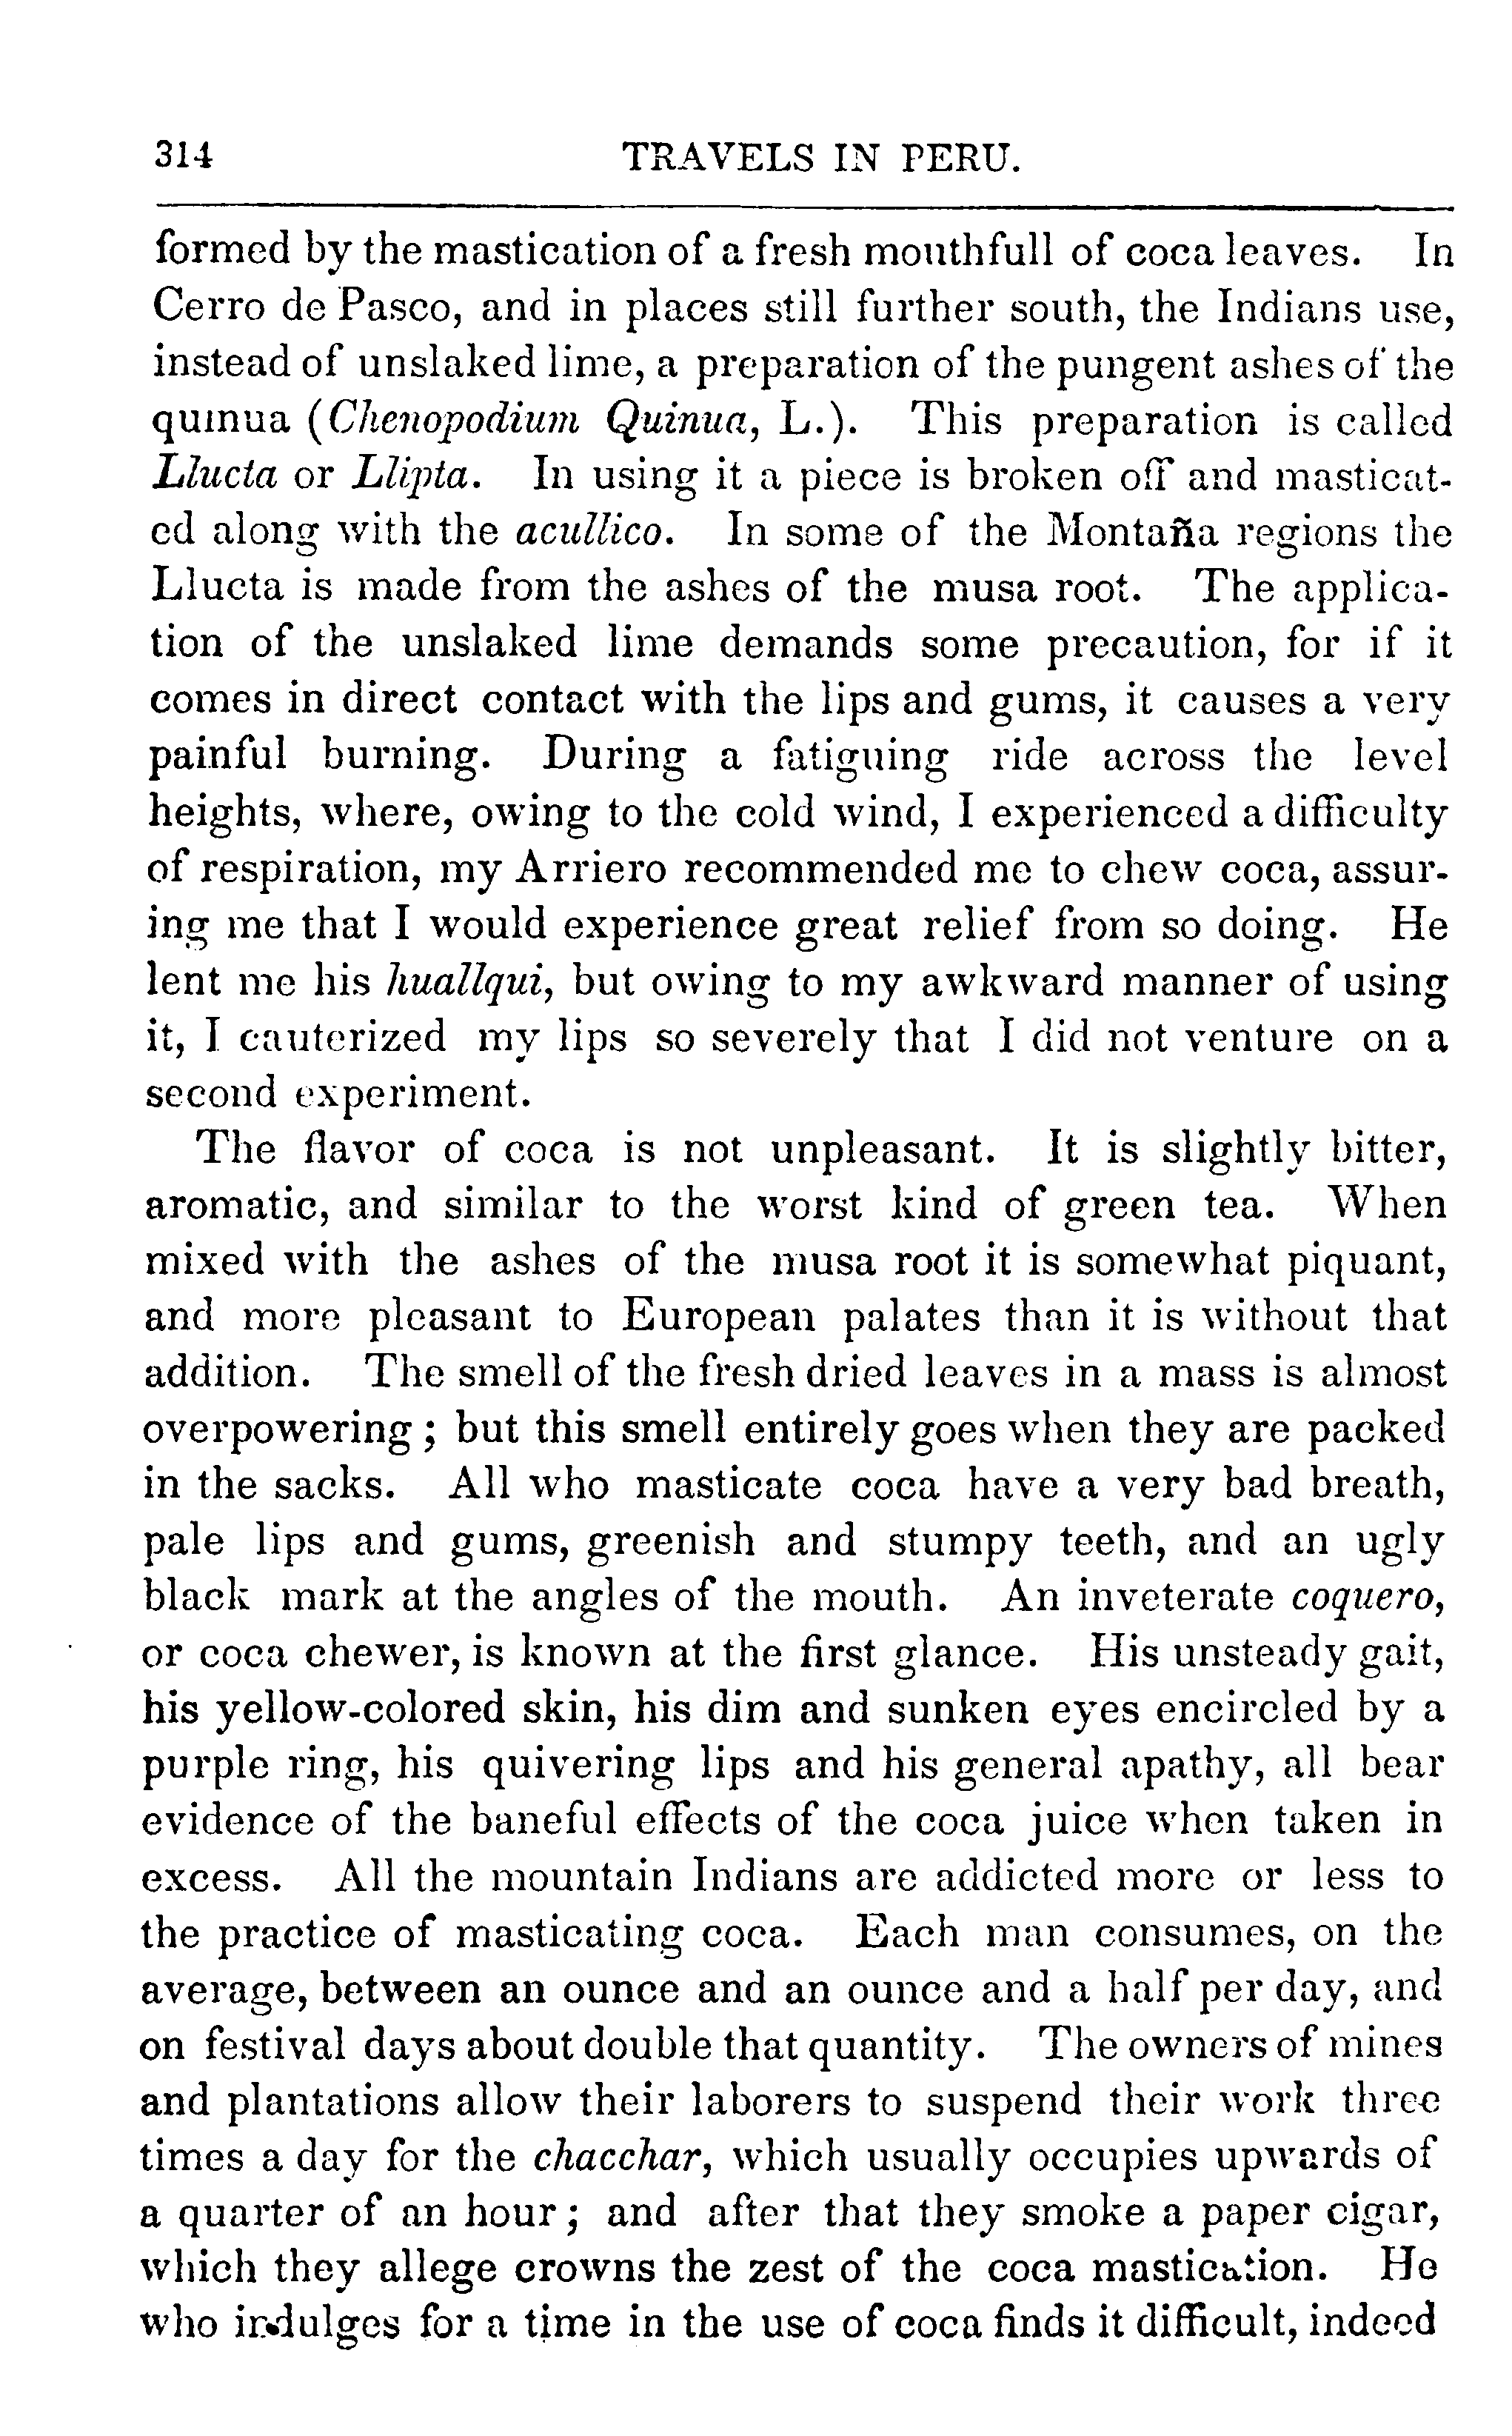 314 TRAVELS IN PERU.
formed by the mastication of a fresh mouthfull of coca leaves. In
Cerro de Pasco, and in places still further south, the Indians use,
instead of unslaked lime, a preparation of the pungent ashes of the
quinua (Chenopodium Quinua, L.). This preparation is called
Llucta or Llipta. In using it a piece is broken off and masticat-
ed along with the acullico. In some of the Montaña regions the
Llucta is made from the ashes of the musa root. The applica-
tion of the unslaked lime demands some precaution, for if it
comes in direct contact with the lips and gums, it causes a very
painful burning. During a fatiguing ride across the level
heights, where, owing to the cold wind, I experienced a difficulty
of respiration, my Arriero recommended me to chew coca, assur-
ing me that I would experience great relief from so doing. He
lent me his huallqui, but owing to my awkward manner of using
it, I cauterized my lips so severely that I did not venture on a
second experiment.
The flavor of coca is not unpleasant. It is slightly bitter,
aromatic, and similar to the worst kind of green tea. When
mixed with the ashes of the musa root it is somewhat piquant,
and more pleasant to European palates than it is without that
addition. The smell of the fresh dried leaves in a mass is almost
overpowering; but this smell entirely goes when they are packed
in the sacks. All who masticate coca have a very bad breath,
pale lips and gums, greenish and stumpy teeth, and an ugly
black mark at the angles of the mouth. An inveterate coquero,
or coca chewer, is known at the first glance. His unsteady gait,
his yellow-colored skin, his dim and sunken eyes encircled by a
purple ring, his quivering lips and his general apathy, all bear
evidence of the baneful effects of the coca juice when taken in
excess. All the mountain Indians are addicted more or less to
the practice of masticating coca. Each man consumes, on the
average, between an ounce and an ounce and a half per day, and
on festival days about double that quantity. The owners of mines
and plantations allow their laborers to suspend their work three
times a day for the chacchar, which usually occupies upwards of
a quarter of an hour; and after that they smoke a paper cigar,
which they allege crowns the zest of the coca mastication. He
who indulges for a time in the use of coca finds it difficult, indeed